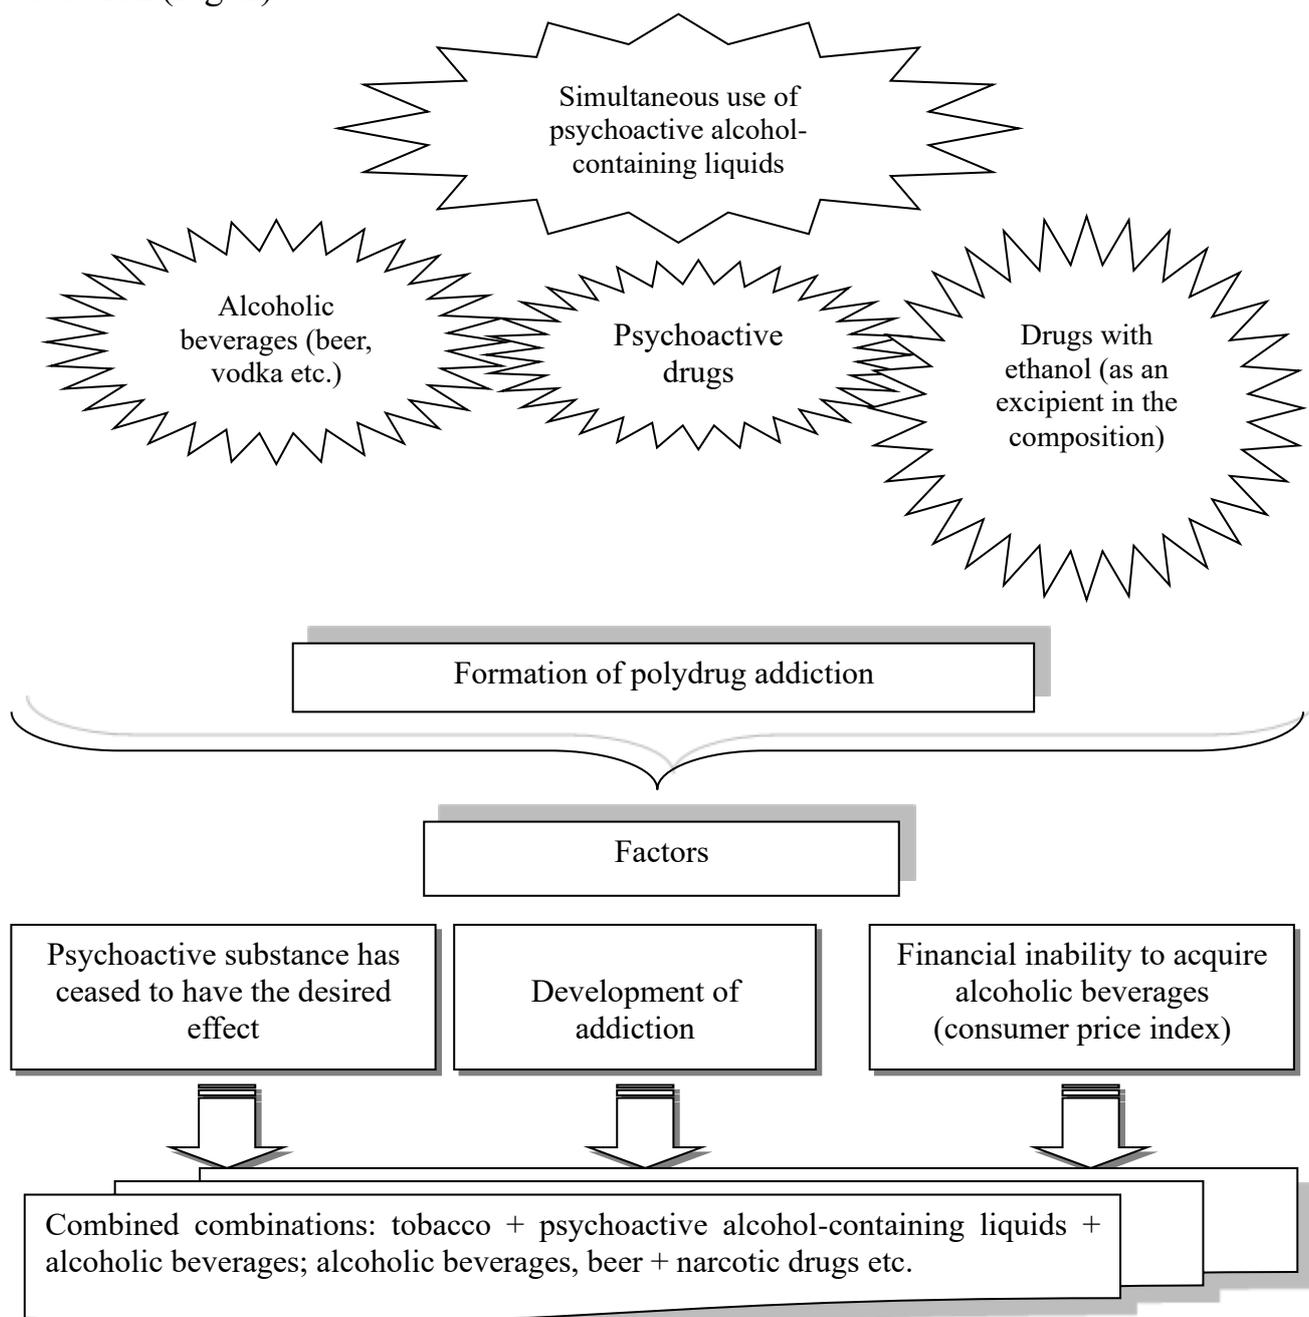 Simultaneous use of
psychoactive alcohol-
containing liquids
Alcoholic
beverages (beer,
vodka etc.)
Psychoactive
drugs
Drugs with
ethanol (as an
excipient in the
composition)
Formation of polydrug addiction
Factors
Psychoactive substance has
ceased to have the desired
effect
Development of
addiction
Financial inability to acquire
alcoholic beverages
(consumer price index)
Combined combinations: tobacco + psychoactive alcohol-containing liquids +
alcoholic beverages; alcoholic beverages, beer + narcotic drugs etc.